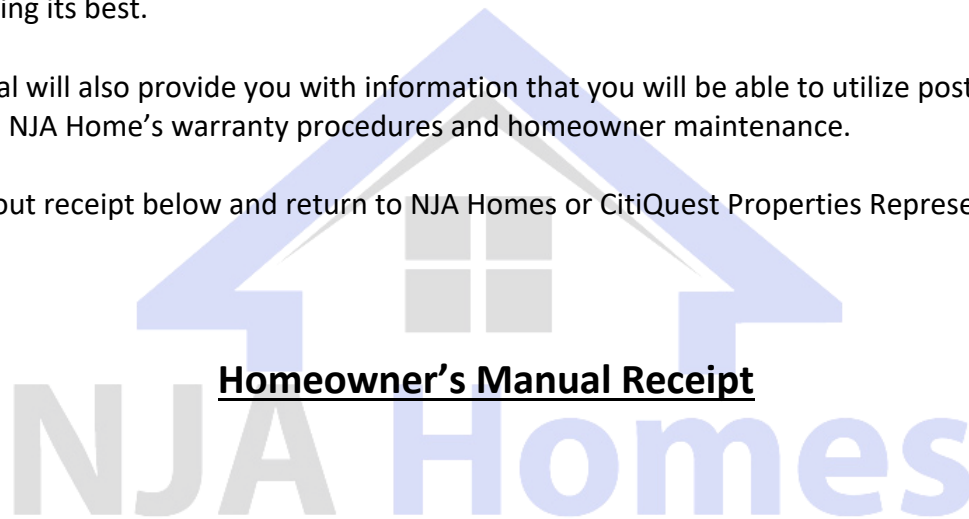 ing its best.
al will also provide you with information that you will be able to utilize post
NJA Home’s warranty procedures and homeowner maintenance.
out receipt below and return to NJA Homes or CitiQuest Properties Represe
Homeowner’s Manual Receipt
NJA Homes